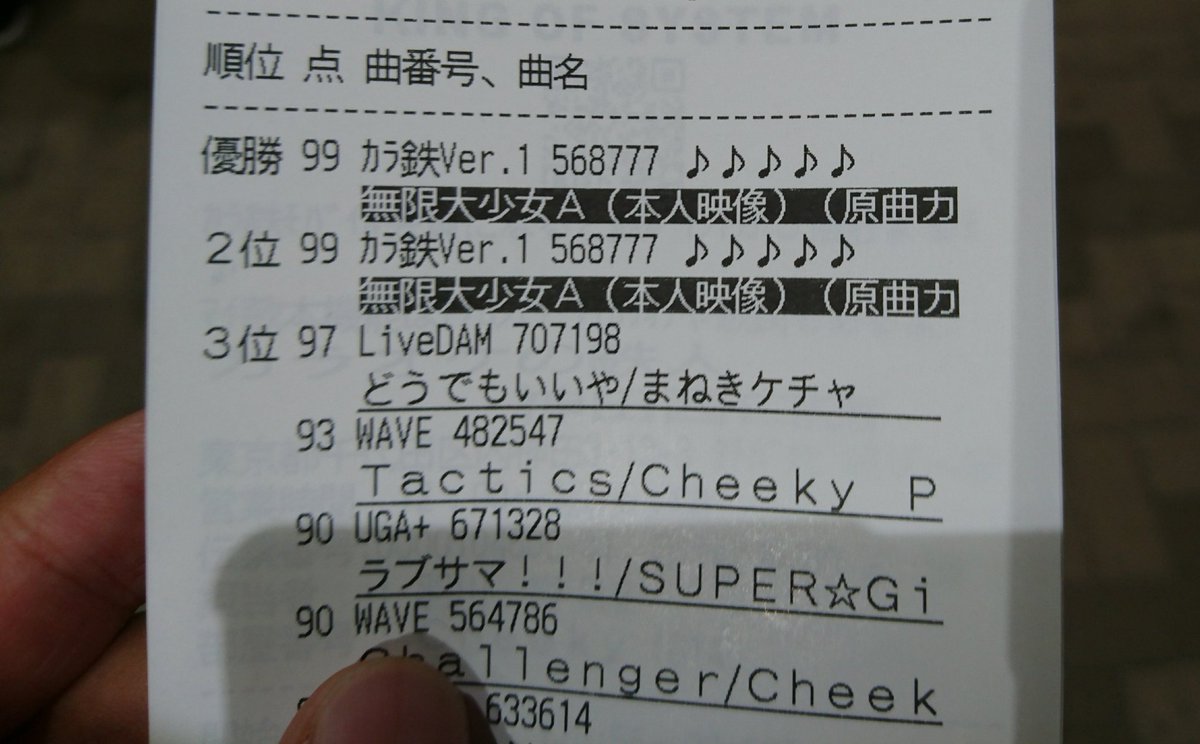 順位 点 曲番号、曲名
優勝 99 ｶﾗ鉄Ver.1 568777 ♪♪♪♪♪
無限大少女Ａ（本人映像）（原曲カ
２位 99 ｶﾗ鉄Ver.1 568777 ♪♪♪♪♪
無限大少女Ａ（本人映像）（原曲カ
３位 97 LiveDAM 707198
どうでもいいや/まねきケチャ
93 WAVE 482547
Ｔａｃｔｉｃｓ/Ｃｈｅｅｋｙ　Ｐ
90 UGA+ 671328
ラブサマ！！！/ＳＵＰＥＲ☆Ｇｉ
90 WAVE 564786
Ｃｈａｌｌｅｎｇｅｒ/Ｃｈｅｅｋ
633614